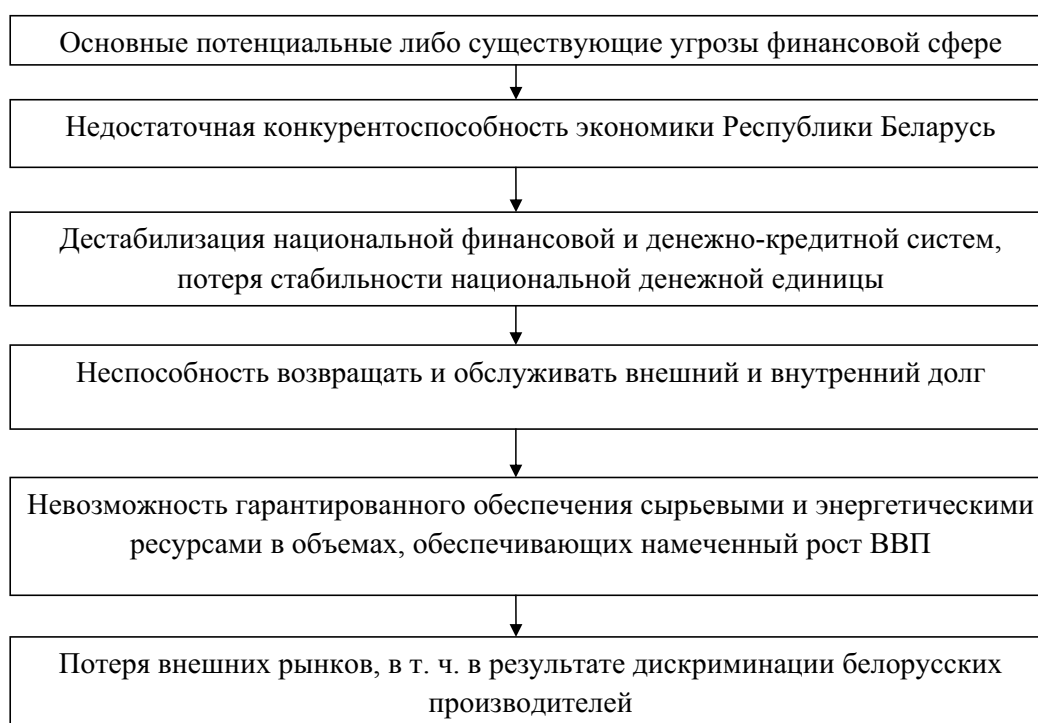 Основные потенциальные либо существующие угрозы финансовой сфере
Недостаточная конкурентоспособность экономики Республики Беларусь
Дестабилизация национальной финансовой и денежно-кредитной систем,
потеря стабильности национальной денежной единицы
Неспособность возвращать и обслуживать внешний и внутренний долг
Невозможность гарантированного обеспечения сырьевыми и энергетическими
ресурсами в объемах, обеспечивающих намеченный рост ВВП
Потеря внешних рынков, в т. ч. в результате дискриминации белорусских
производителей